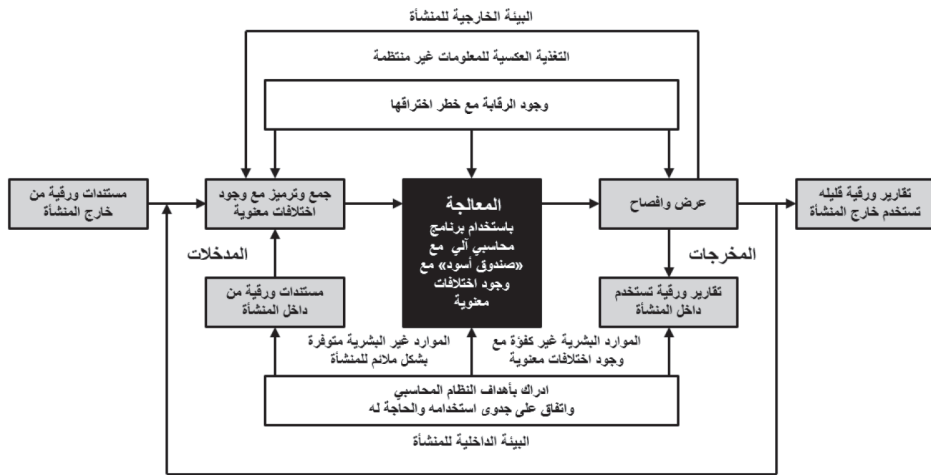 البيئة الخارجية للمنشأة
التغذية العكسية للمعلومات غير منتظمة
وجود الرقابة مع خطر اختراقها
مستندات ورقية من
خارج المنشأة
جمع وترميز مع وجود
اختلافات معنوية
المعالجة
باستخدام برنامج
محاسبي آلي مع
«صندوق أسود» مع
وجود اختلافات
معنوية
عرض وافصاح
تقارير ورقية قليله
تستخدم خارج المنشأة
المدخلات
المخرجات
مستندات ورقية من
داخل المنشأة
تقارير ورقية تستخدم
داخل المنشأة
الموارد غير البشرية متوفرة
بشكل ملائم للمنشأة
الموارد البشرية غير كفؤة مع
وجود اختلافات معنوية
ادراك بأهداف النظام المحاسبي
واتفاق على جدوى استخدامه والحاجة له
البيئة الداخلية للمنشأة